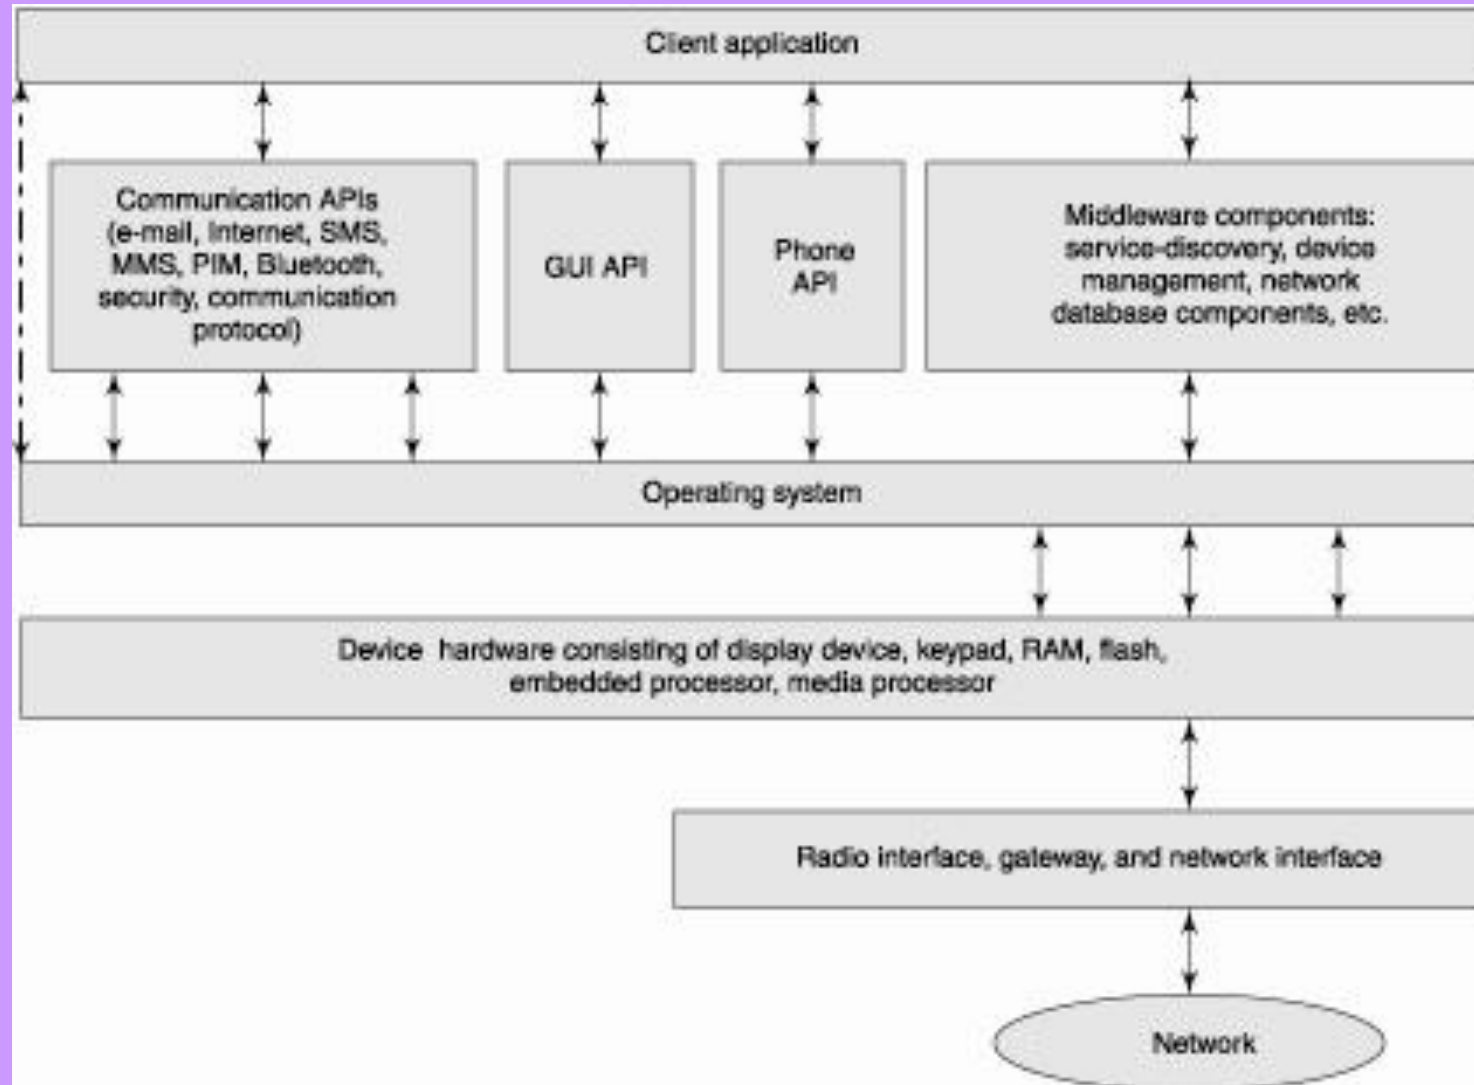 Client application
Communication APIs
(e-mail, Internet, SMS,
MMS, PIM, Bluetooth,
security, communication
protocol)
GUI API
Phone
API
Middleware components:
service-discovery, device
management, network
database components, etc.
Operating system
Device hardware consisting of display device, keypad, RAM, flash,
embedded processor, media processor
Radio interface, gateway, and network interface
Network